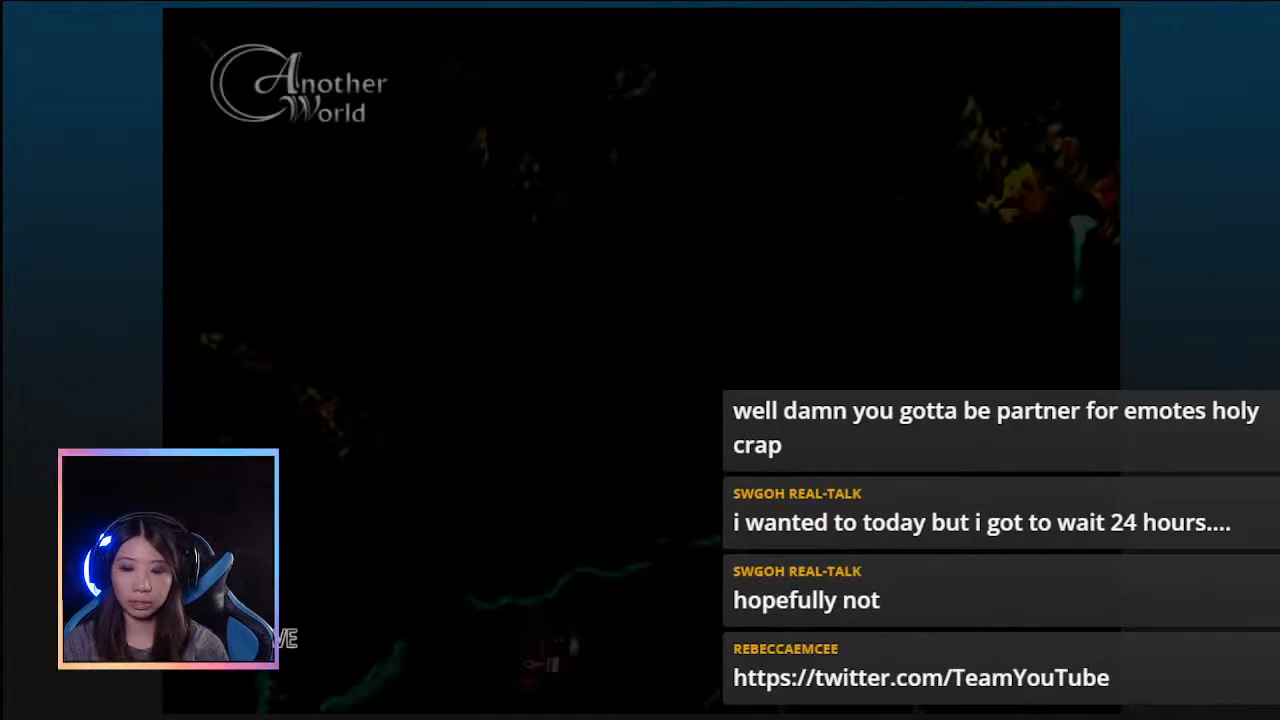 Another
World
well damn you gotta be partner for emotes holy
crap
SWGOH REAL-TALK
i wanted to today but i got to wait 24 hours....
SWGOH REAL-TALK
hopefully not
REBECCAEMCEE
https://twitter.com/TeamYouTube